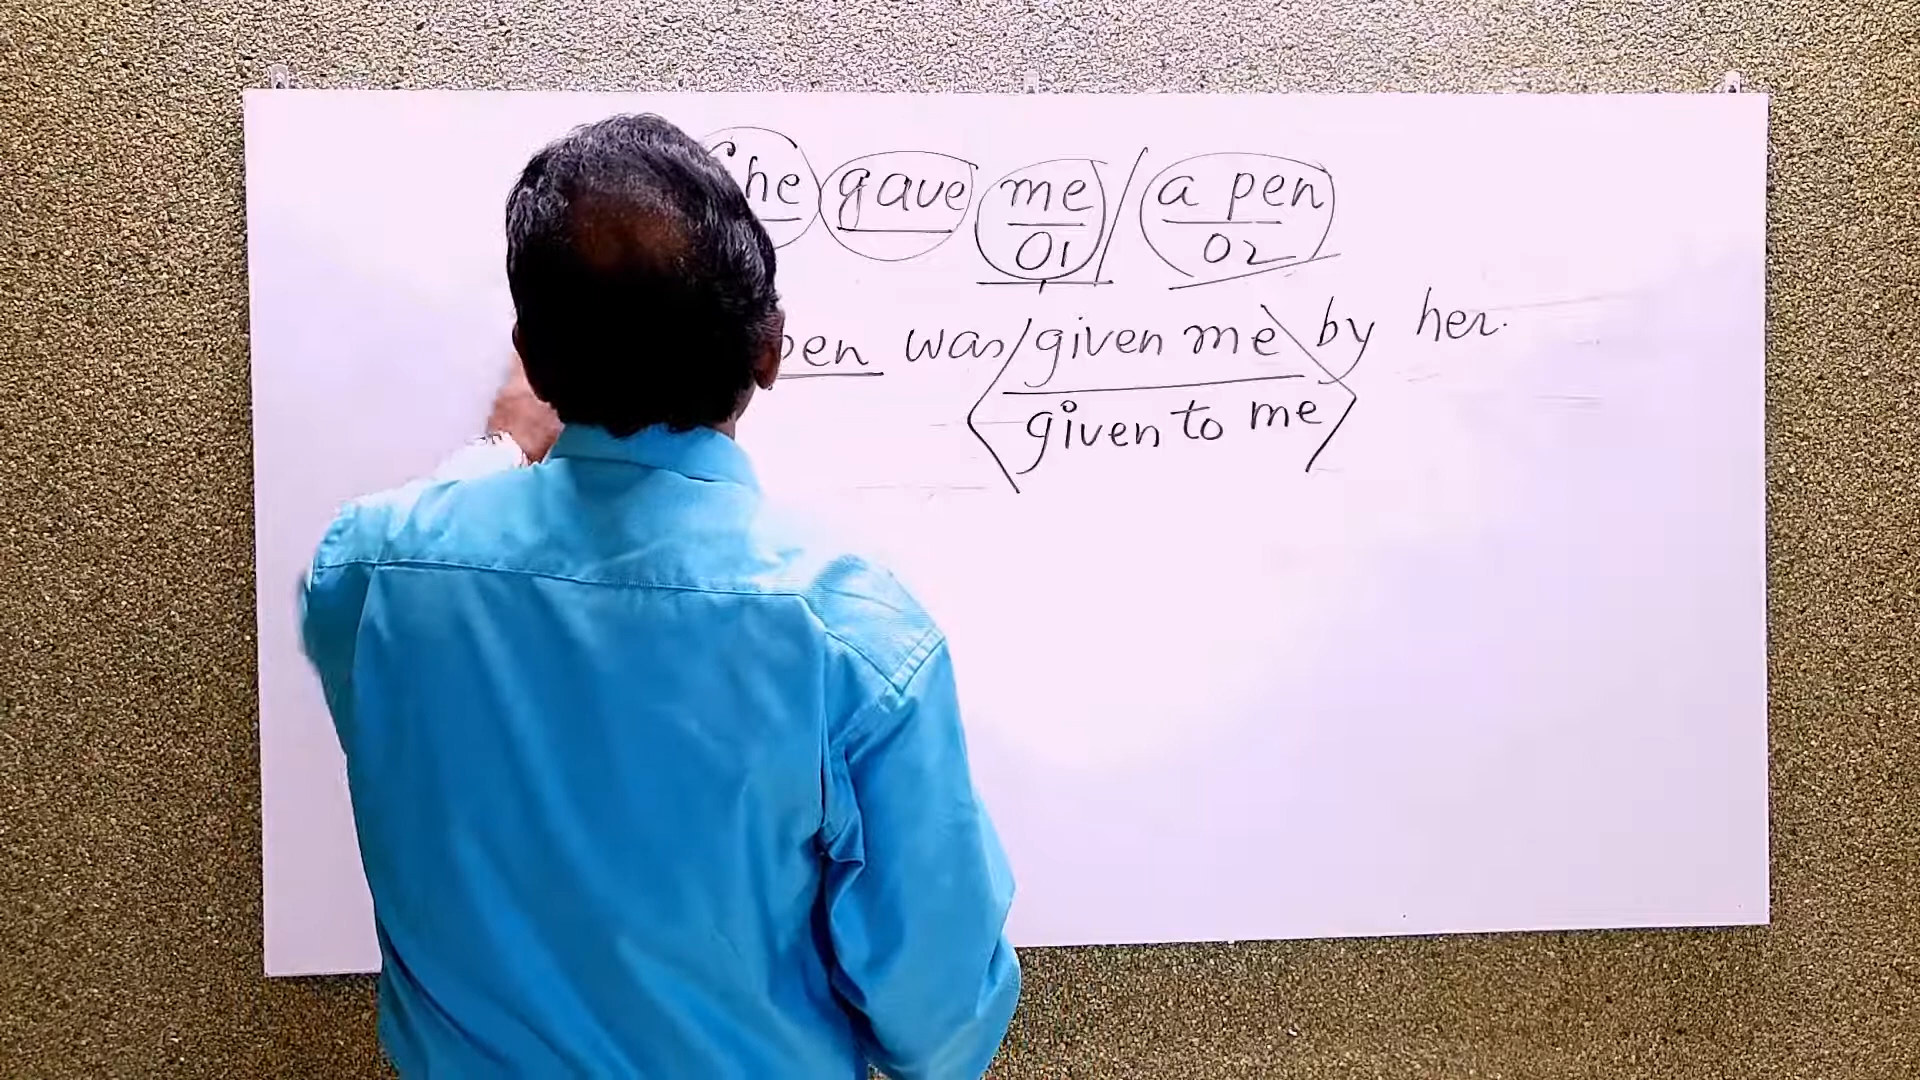 he gave me / a pen
O1 O2
pen was given me by her.
given to me